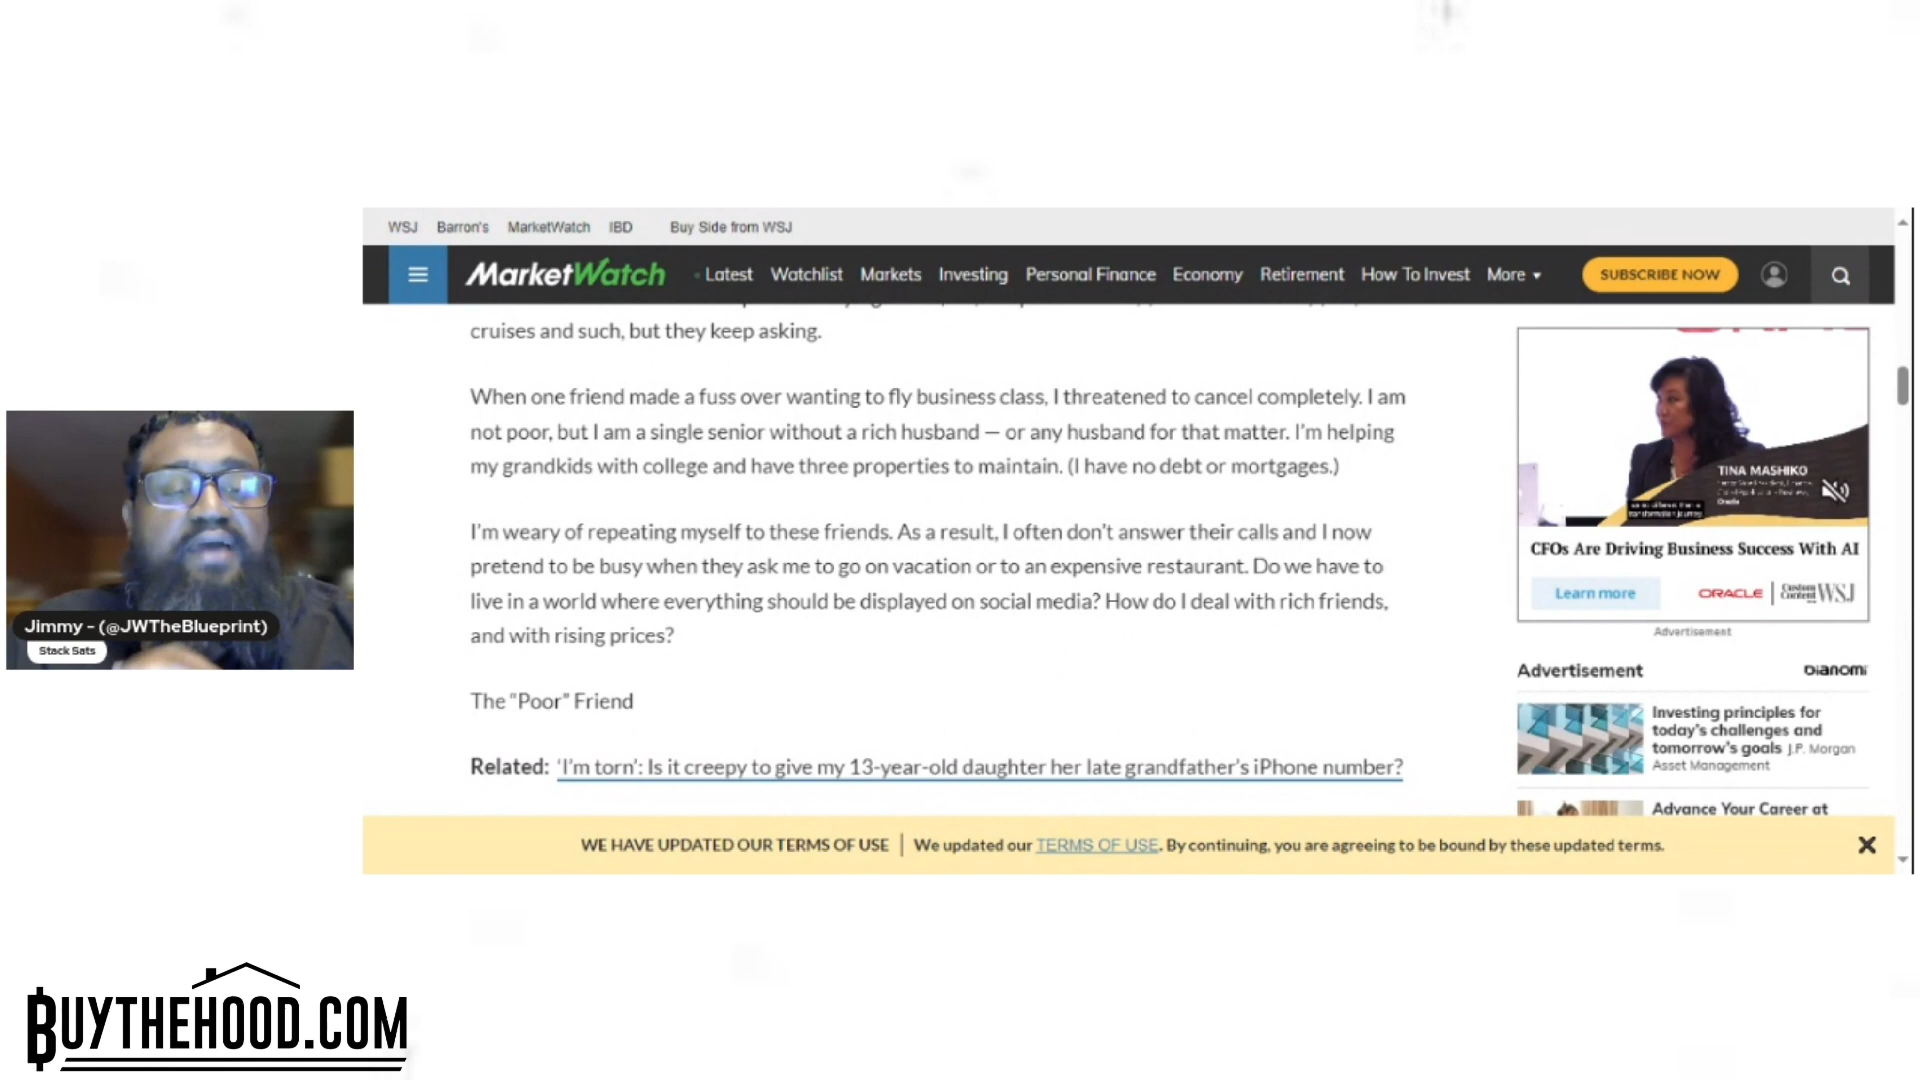 WSJ Barron's MarketWatch IBD Buy Side from WSJ
MarketWatch
Latest Watchlist Markets Investing Personal Finance Economy Retirement How To Invest More
SUBSCRIBE NOW
cruises and such, but they keep asking.
When one friend made a fuss over wanting to fly business class, I threatened to cancel completely. I am
not poor, but I am a single senior without a rich husband — or any husband for that matter. I'm helping
my grandkids with college and have three properties to maintain. (I have no debt or mortgages.)
I'm weary of repeating myself to these friends. As a result, I often don't answer their calls and I now
pretend to be busy when they ask me to go on vacation or to an expensive restaurant. Do we have to
live in a world where everything should be displayed on social media? How do I deal with rich friends,
and with rising prices?
The “Poor” Friend
Related: 'I'm torn': Is it creepy to give my 13-year-old daughter her late grandfather's iPhone number?
TINA MASHIKO
Oracle
CFOs Are Driving Business Success With AI
Learn more
ORACLE
Custom Content WSJ
Advertisement
Advertisement
DIANOMI
Investing principles for
today's challenges and
tomorrow's goals J.P. Morgan
Asset Management
Advance Your Career at
WE HAVE UPDATED OUR TERMS OF USE | We updated our TERMS OF USE. By continuing, you are agreeing to be bound by these updated terms.
Jimmy - (@JWTheBlueprint)
Stack Sats
BUYTHEHOOD.COM